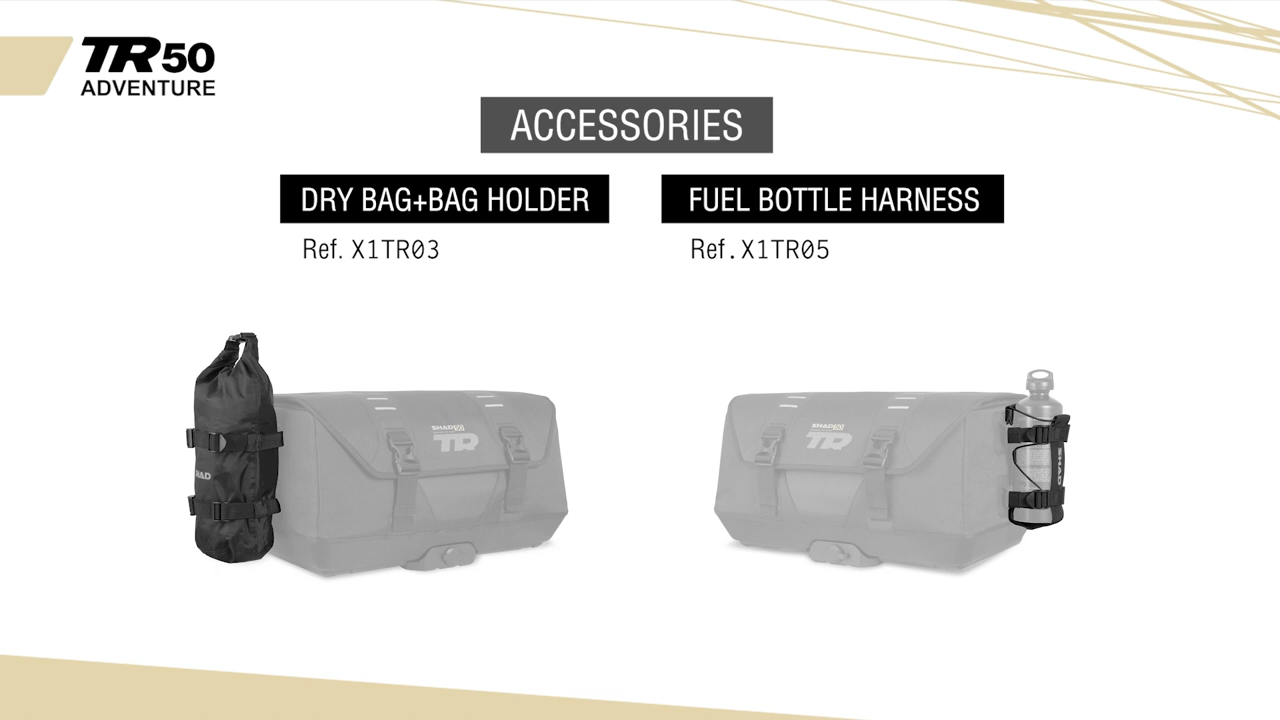 TR50
ADVENTURE
ACCESSORIES
DRY BAG+BAG HOLDER
FUEL BOTTLE HARNESS
Ref. X1TR03
Ref. X1TR05
SHAD
TR
SHAD
SHAD
TR
SHAD